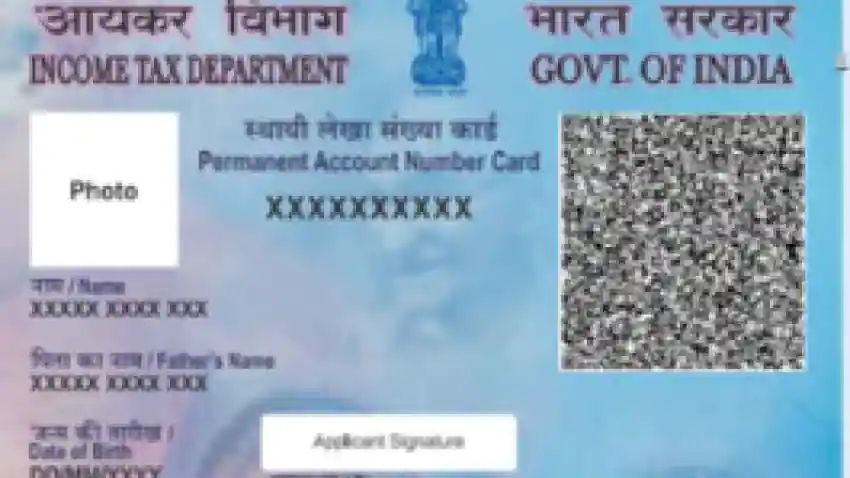 आयकर विभाग
भारत सरकार
INCOME TAX DEPARTMENT
GOVT. OF INDIA
स्थायी लेखा संख्या कार्ड
Permanent Account Number Card
XXXXXXXXXX
Photo
नाम / Name
XXXXX XXXX XXX
पिता का नाम / Father's Name
XXXXX XXXX XXX
जन्म की तारीख /
Date of Birth
DD/MM/XXXX
Applicant Signature